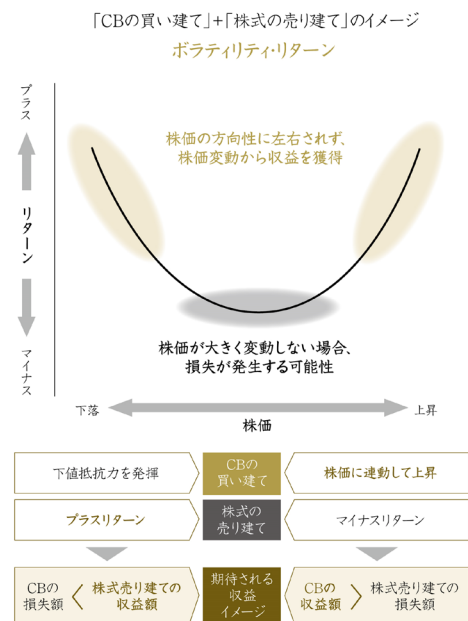 「CBの買い建て」+「株式の売り建て」のイメージ
ボラティリティ・リターン
プラス
リターン
マイナス
株価の方向性に左右されず、
株価変動から収益を獲得
株価が大きく変動しない場合、
損失が発生する可能性
下落
株価
上昇
下値抵抗力を発揮
CBの
買い建て
株価に連動して上昇
プラスリターン
株式の
売り建て
マイナスリターン
CBの
損失額
株式売り建ての
収益額
期待される
収益
イメージ
CBの
収益額
株式売り建ての
損失額